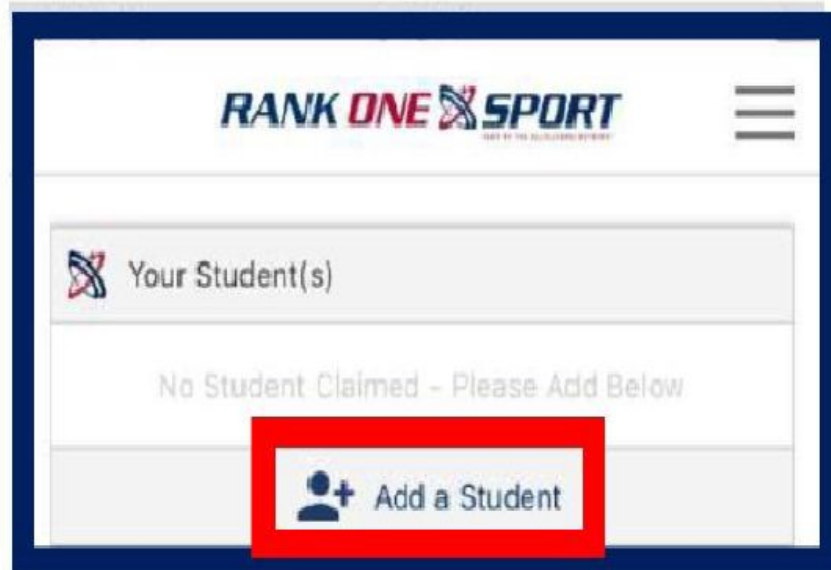 RANK ONE SPORT
Your Student(s)
No Student Claimed - Please Add Below
Add a Student